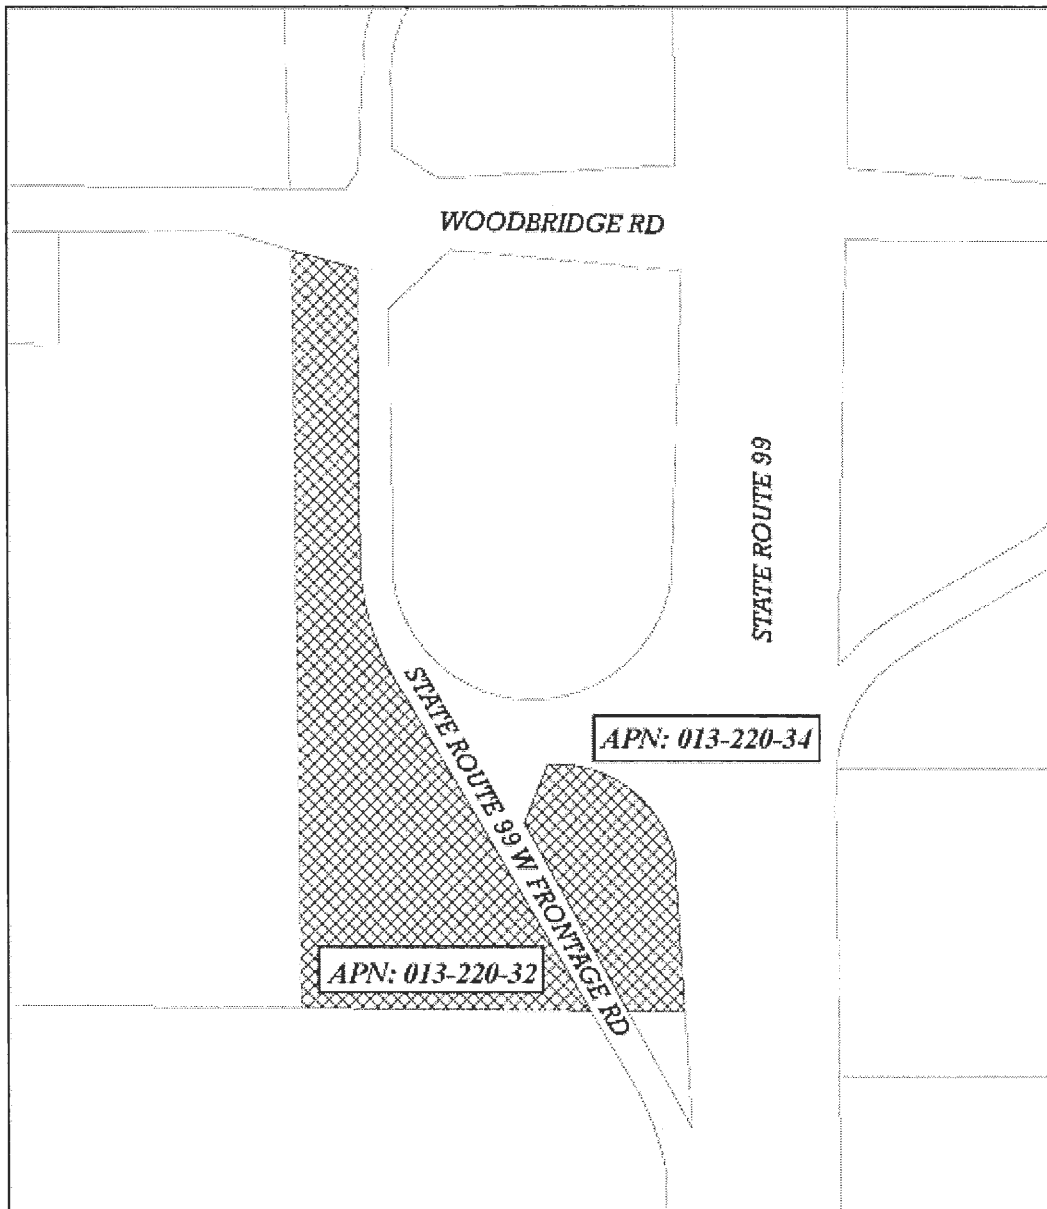 WOODBRIDGE RD
STATE ROUTE 99
STATE ROUTE 99 W FRONTAGE RD
APN: 013-220-34
APN: 013-220-32